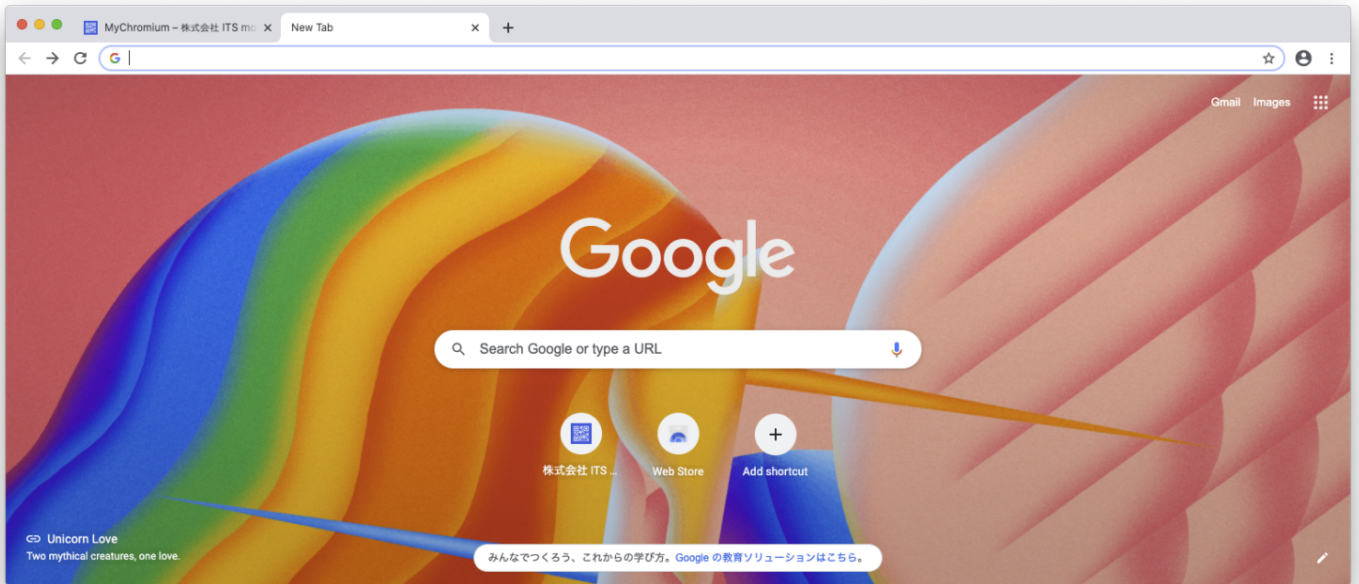 MyChromium – 株式会社 ITS mo
New Tab
Gmail Images
Google
Search Google or type a URL
株式会社 ITS ...
Web Store
Add shortcut
Unicorn Love
Two mythical creatures, one love.
みんなでつくろう、これからの学び方。Google の教育ソリューションはこちら。